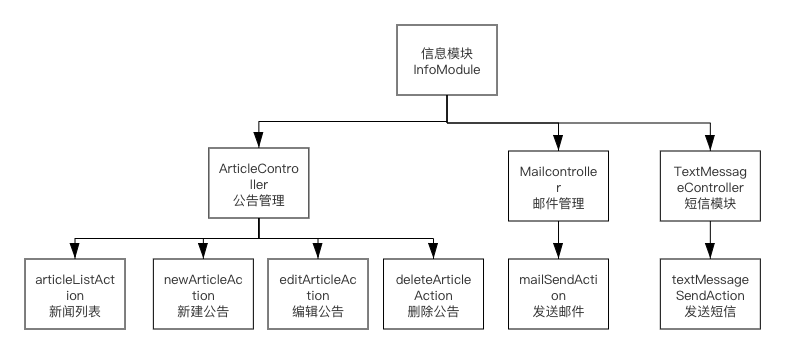 信息模块
InfoModule
ArticleContro
ller
公告管理
Mailcontrolle
r
邮件管理
TextMessag
eController
短信模块
articleListAct
ion
新闻列表
newArticleAc
tion
新建公告
editArticleAc
tion
编辑公告
deleteArticle
Action
删除公告
mailSendActi
on
发送邮件
textMessage
SendAction
发送短信